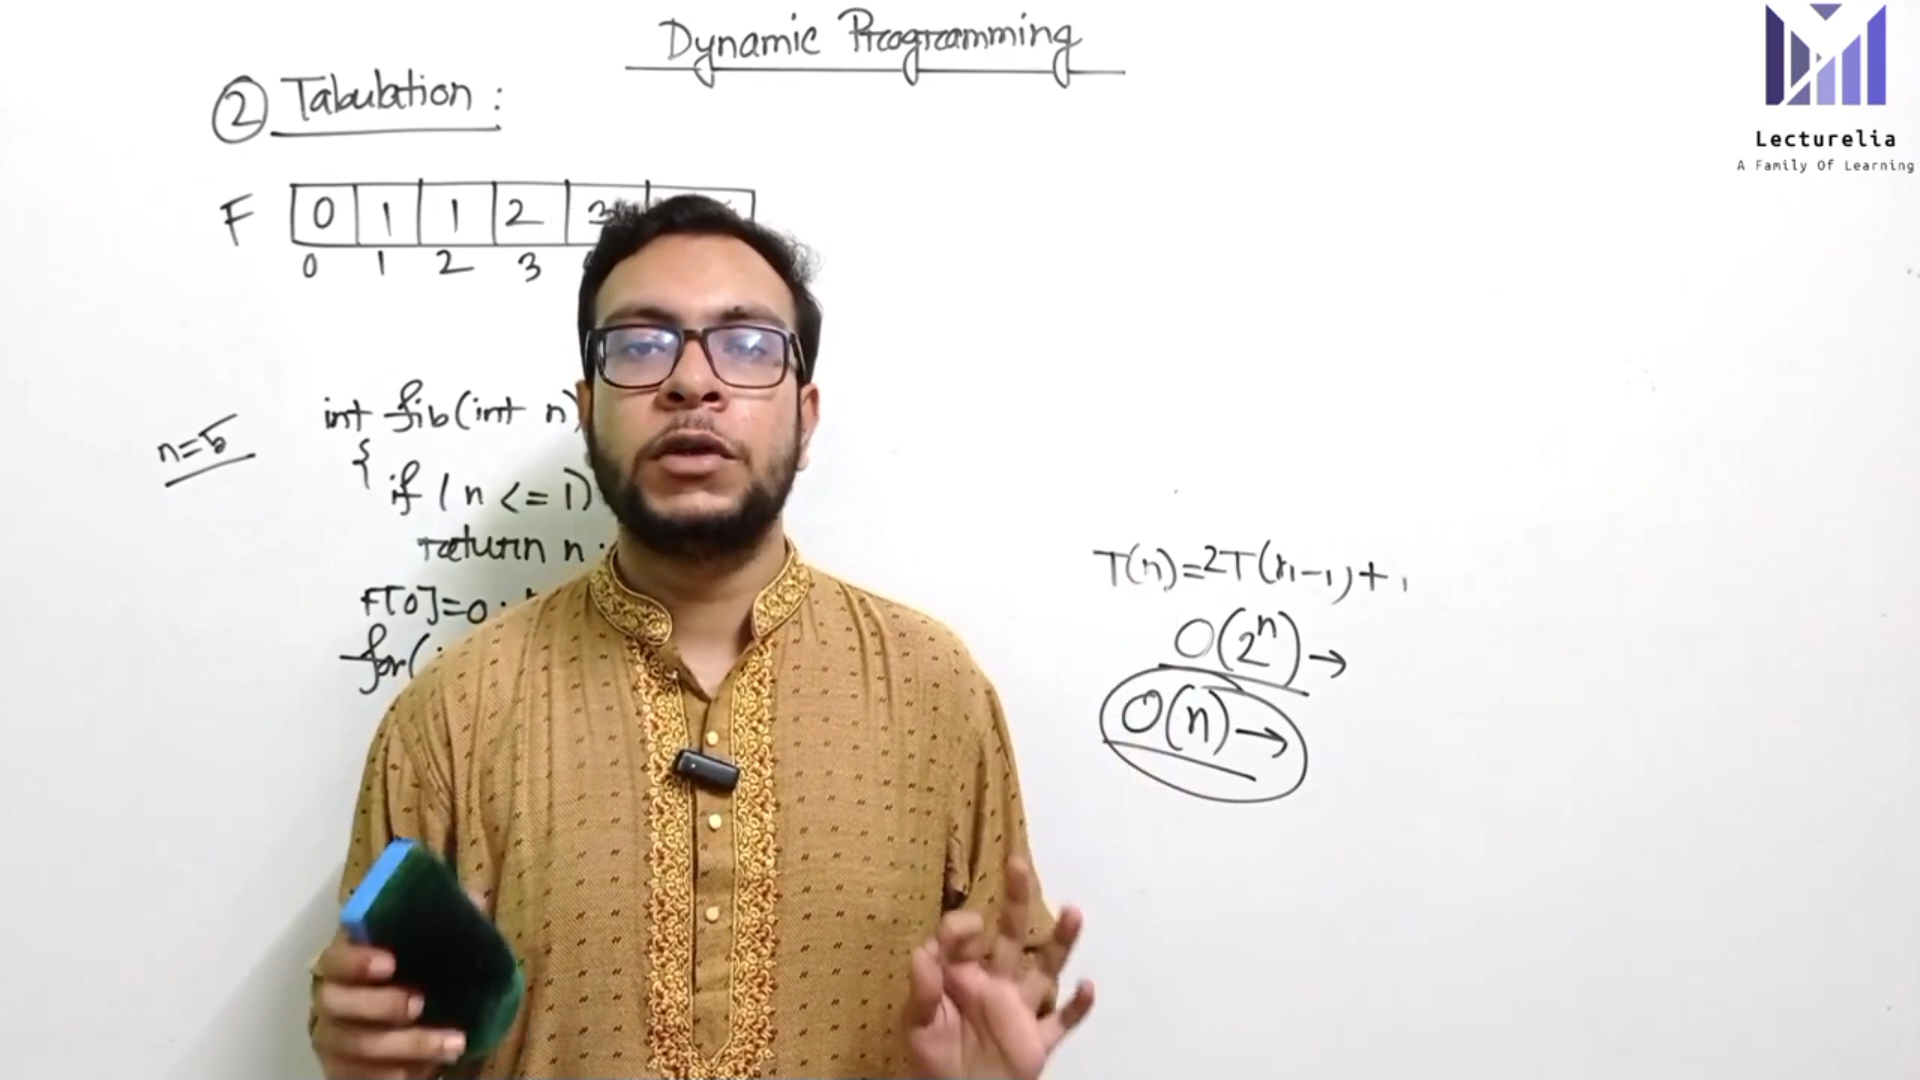 Dynamic Programming
② Tabulation :
F 0 1 1 2
0 1 2 3
n=5
int fib(int n)
{
if ( n <= 1)
return n
F[0]=0
for(
T(n)=2T(n-1)+1
O(2ⁿ)→
O(n)→
Lecturelia
A Family Of Learning